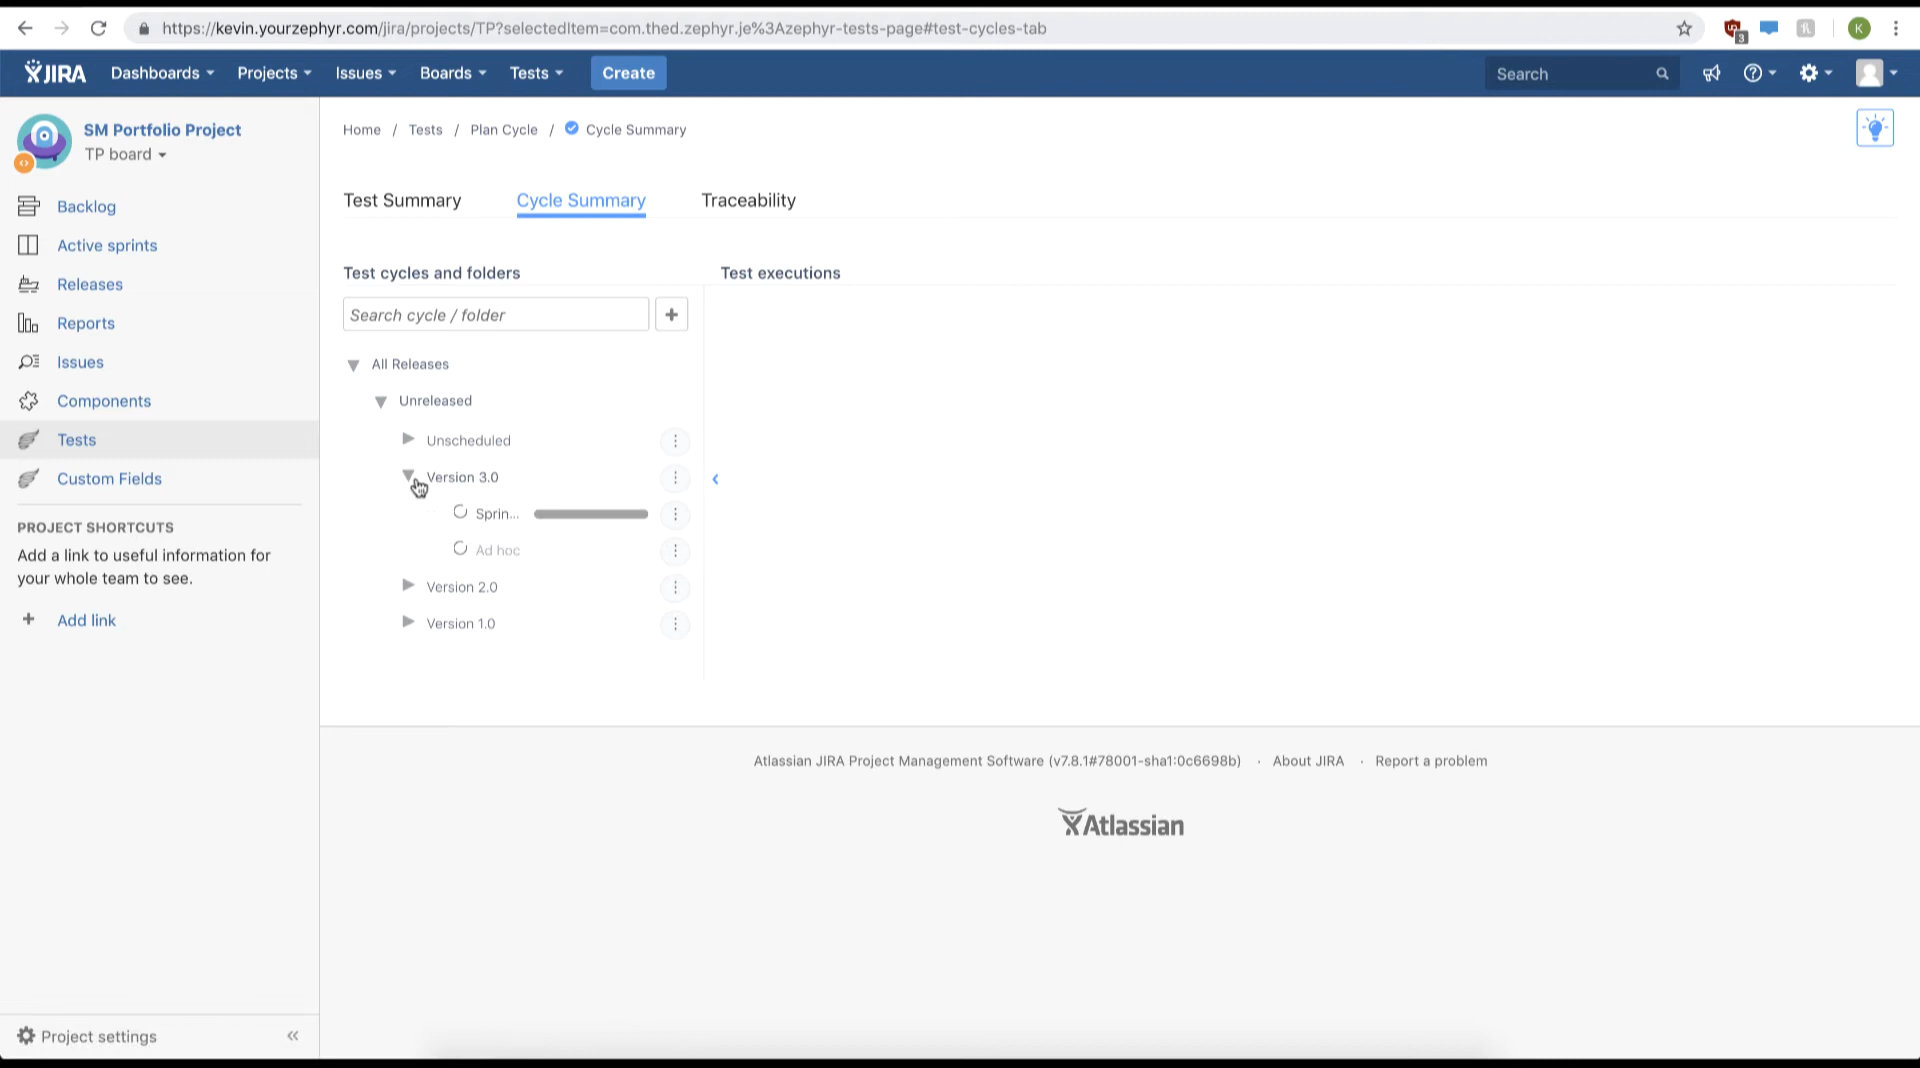 https://kevin.yourzephyr.com/jira/projects/TP?selectedItem=com.thed.zephyr.je%3Azephyr-tests-page#test-cycles-tab
3
K
JIRA Dashboards Projects Issues Boards Tests Create Search
SM Portfolio Project
TP board
Backlog
Active sprints
Releases
Reports
Issues
Components
Tests
Custom Fields
PROJECT SHORTCUTS
Add a link to useful information for
your whole team to see.
+ Add link
Project settings
Home / Tests / Plan Cycle / Cycle Summary
Test Summary Cycle Summary Traceability
Test cycles and folders
Search cycle / folder
+
All Releases
Unreleased
Unscheduled
Version 3.0
Sprin...
Ad hoc
Version 2.0
Version 1.0
Test executions
Atlassian JIRA Project Management Software (v7.8.1#78001-sha1:0c6698b) · About JIRA · Report a problem
Atlassian